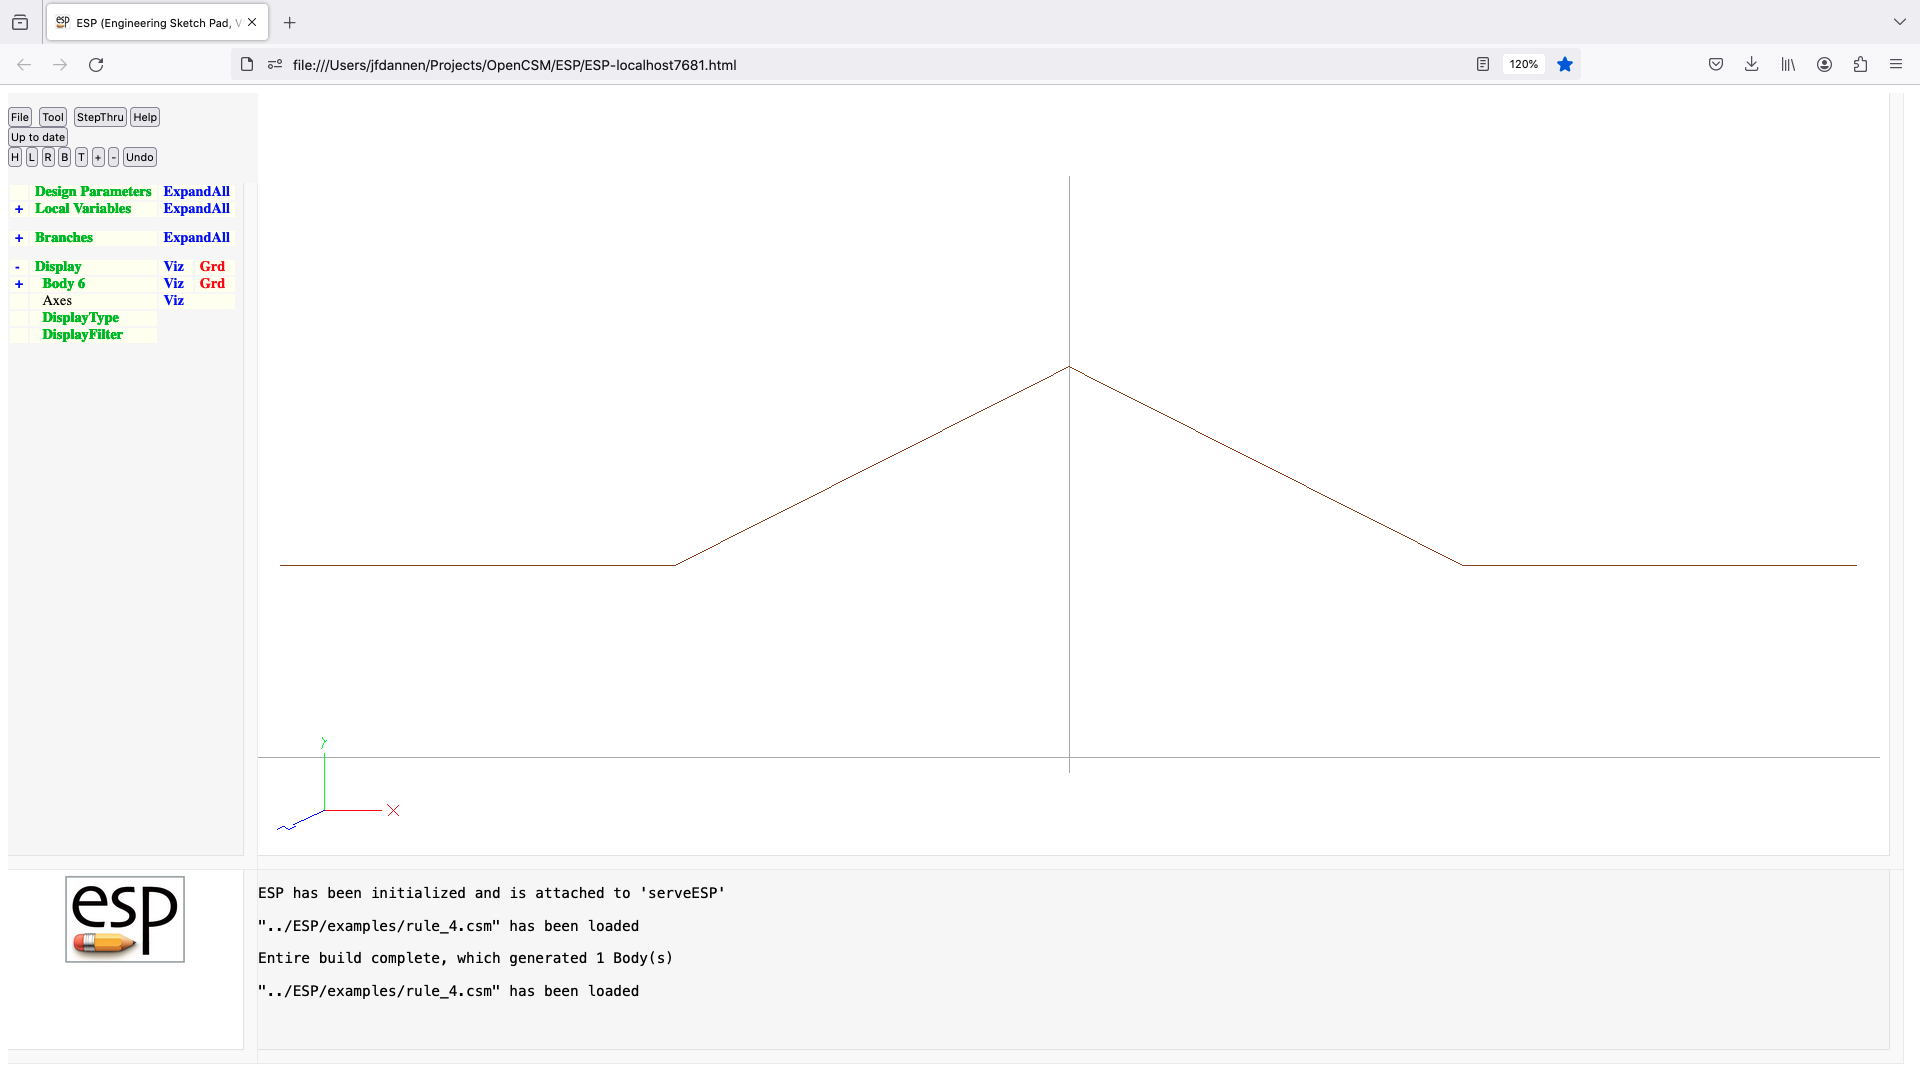 ESP (Engineering Sketch Pad, V
file:///Users/jfdannen/Projects/OpenCSM/ESP/ESP-localhost7681.html
120%
File Tool StepThru Help
Up to date
H L R B T + - Undo
Design Parameters ExpandAll
+ Local Variables ExpandAll
+ Branches ExpandAll
- Display Viz Grd
+ Body 6 Viz Grd
Axes Viz
DisplayType
DisplayFilter
Y
X
Z
esp
ESP has been initialized and is attached to 'serveESP'
"../ESP/examples/rule_4.csm" has been loaded
Entire build complete, which generated 1 Body(s)
"../ESP/examples/rule_4.csm" has been loaded